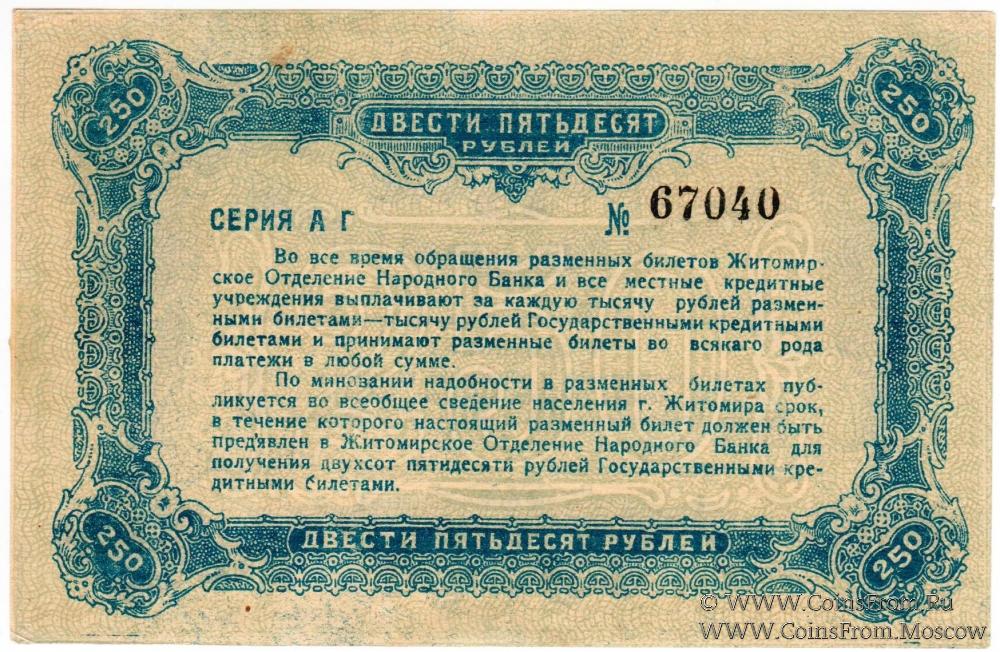 250
250
ДВЕСТИ ПЯТЬДЕСЯТ
РУБЛЕЙ
СЕРИЯ А Г № 67040
Во все время обращения разменных билетов Житомир-
ское Отделение Народного Банка и все местные кредитные
учреждения выплачивают за каждую тысячу рублей размен-
ными билетами—тысячу рублей Государственными кредитными
билетами и принимают разменные билеты во всякаго рода
платежи в любой сумме.
По миновании надобности в разменных билетах пуб-
ликуется во всеобщее сведение населения г. Житомира срок,
в течение которого настоящий разменный билет должен быть
пред'явлен в Житомирское Отделение Народного Банка для
получения двухсот пятидесяти рублей Государственными кре-
дитными билетами.
250
ДВЕСТИ ПЯТЬДЕСЯТ РУБЛЕЙ
250
© WWW.CoinsFrom.Ru
WWW.CoinsFrom.Moscow